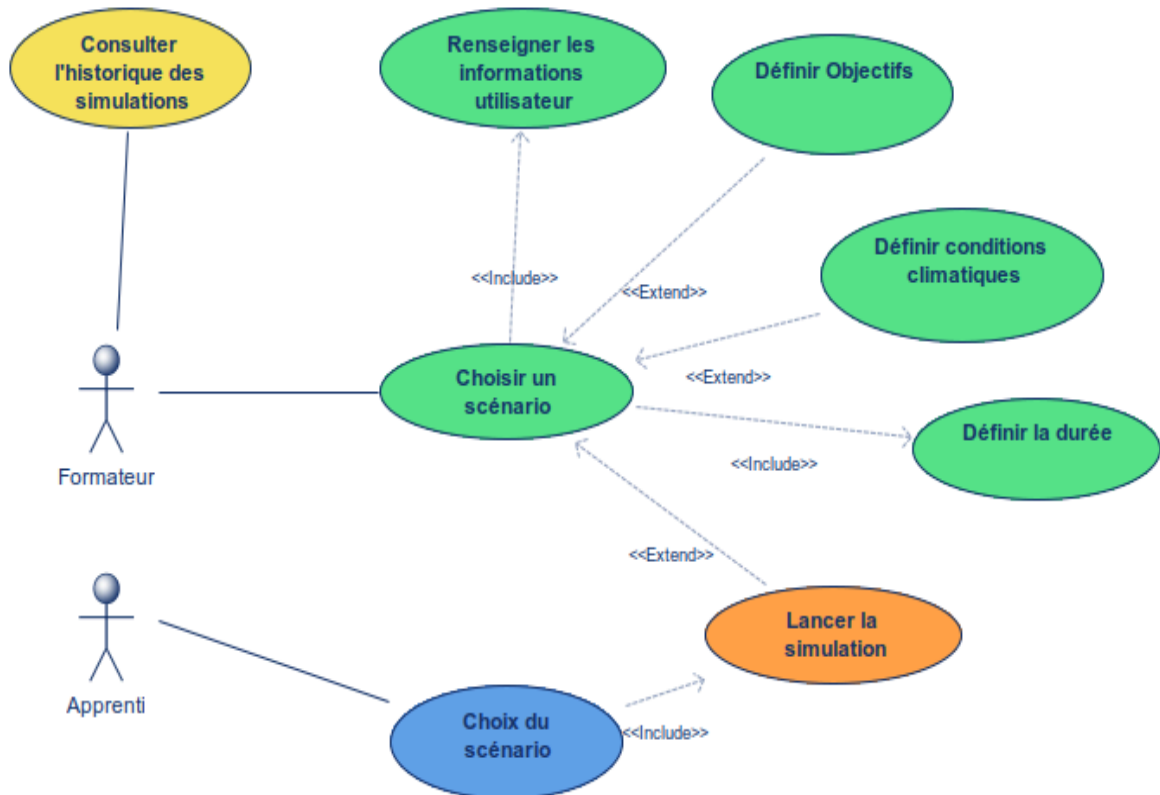 Consulter
l'historique des
simulations
Renseigner les
informations
utilisateur
Définir Objectifs
Définir conditions
climatiques
<<Include>>
<<Extend>>
Choisir un
scénario
<<Extend>>
Définir la durée
<<Include>>
Formateur
<<Extend>>
Lancer la
simulation
Apprenti
Choix du
scénario
<<Include>>